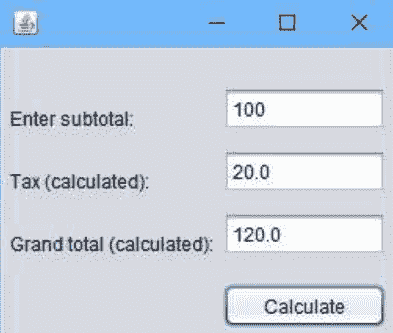 Enter subtotal: 100
Tax (calculated): 20.0
Grand total (calculated): 120.0
Calculate